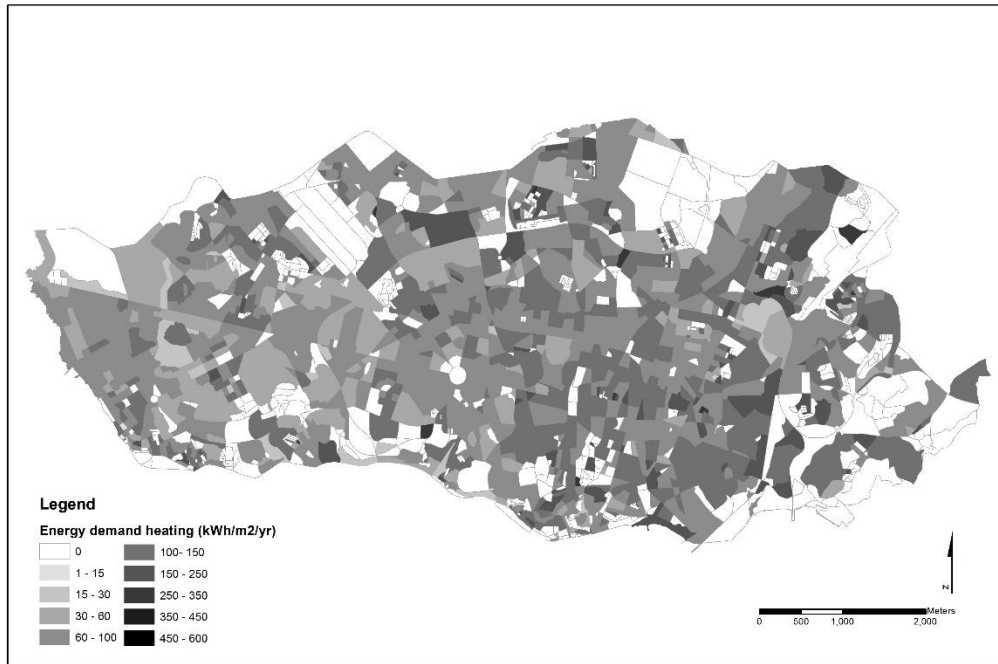 Legend
Energy demand heating (kWh/m2/yr)
0
1 - 15
15 - 30
30 - 60
60 - 100
100- 150
150 - 250
250 - 350
350 - 450
450 - 600
N
Meters
0 500 1,000 2,000